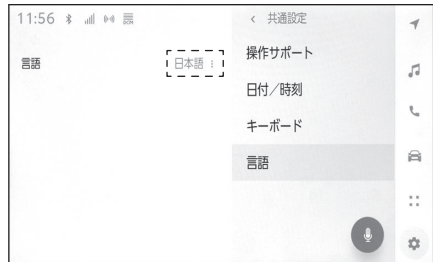 11:56
言語
日本語
共通設定
操作サポート
日付／時刻
キーボード
言語